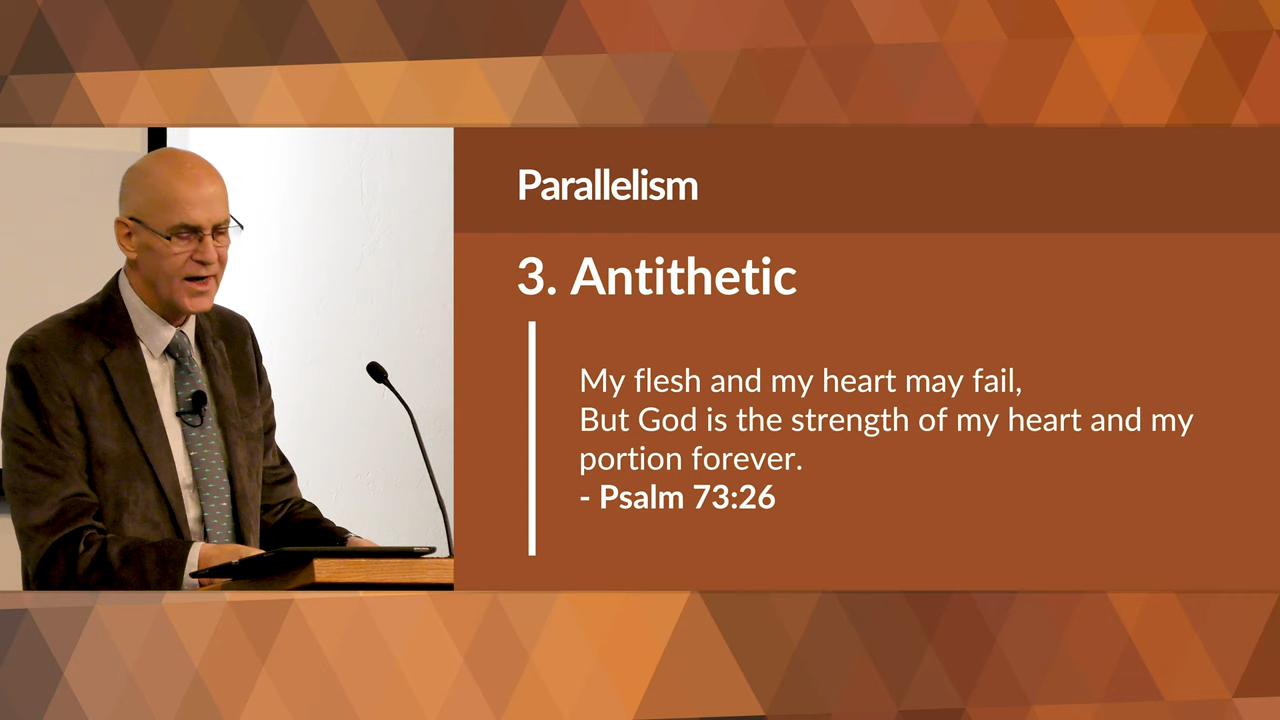 Parallelism
3. Antithetic
My flesh and my heart may fail,
But God is the strength of my heart and my
portion forever.
- Psalm 73:26